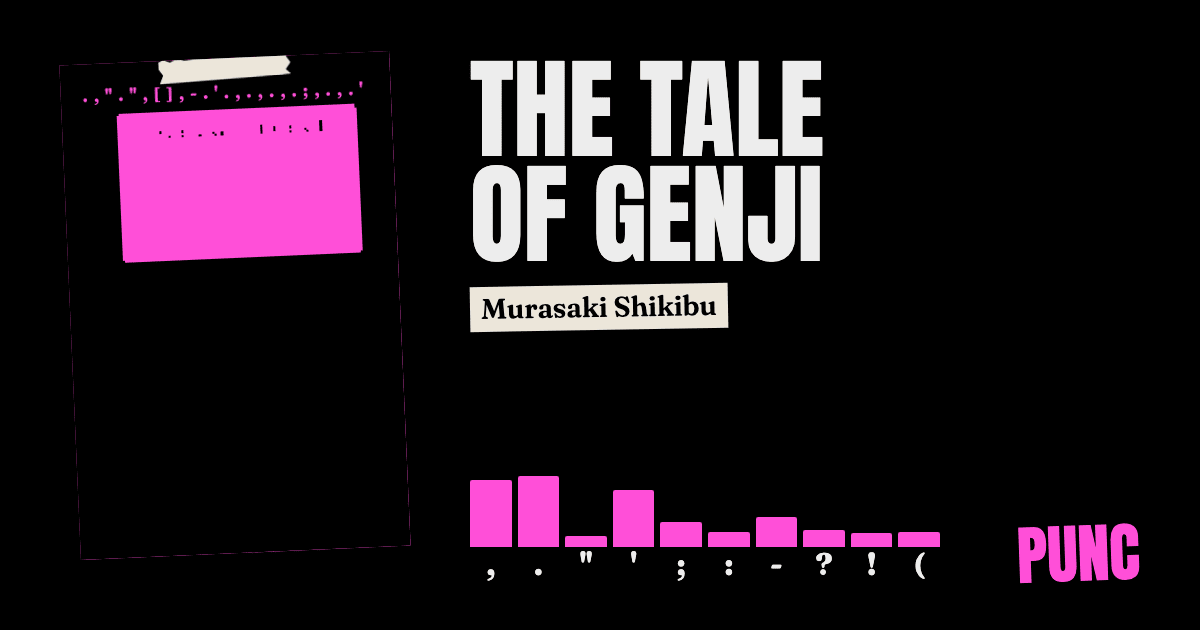 .,".",[],-.'.,.,.,.;,.,.'
THE TALE
OF GENJI
Murasaki Shikibu
, . " ' ; : - ? ! (
PUNC